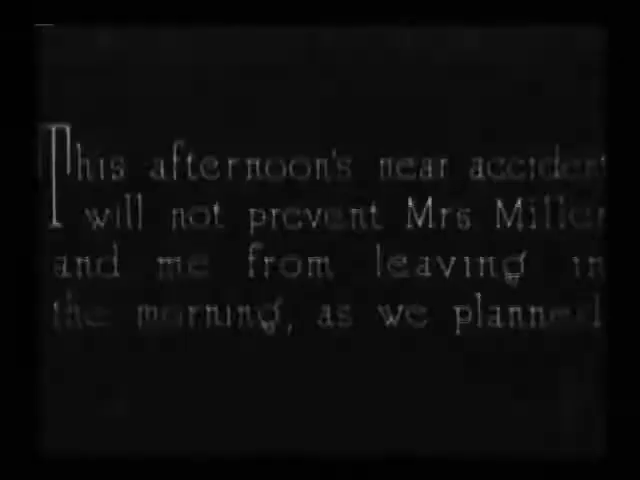 This afternoon's near accident
will not prevent Mrs Miller
and me from leaving in
the morning, as we planned